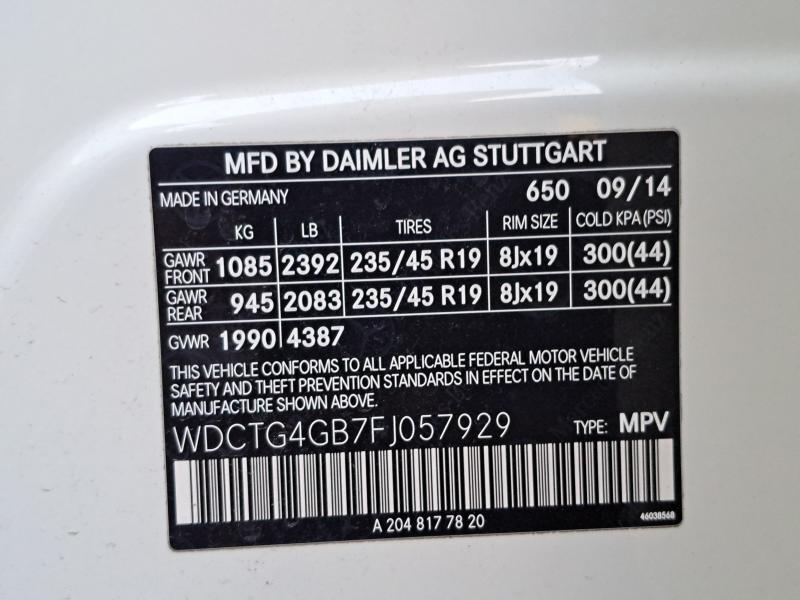 MFD BY DAIMLER AG STUTTGART
MADE IN GERMANY 650 09/14
KG LB TIRES RIM SIZE COLD KPA(PSI)
GAWR FRONT 1085 2392 235/45 R19 8Jx19 300(44)
GAWR REAR 945 2083 235/45 R19 8Jx19 300(44)
GVWR 1990 4387
THIS VEHICLE CONFORMS TO ALL APPLICABLE FEDERAL MOTOR VEHICLE
SAFETY AND THEFT PREVENTION STANDARDS IN EFFECT ON THE DATE OF
MANUFACTURE SHOWN ABOVE.
WDCTG4GB7FJ057929 TYPE: MPV
A 204 817 78 20 46038568